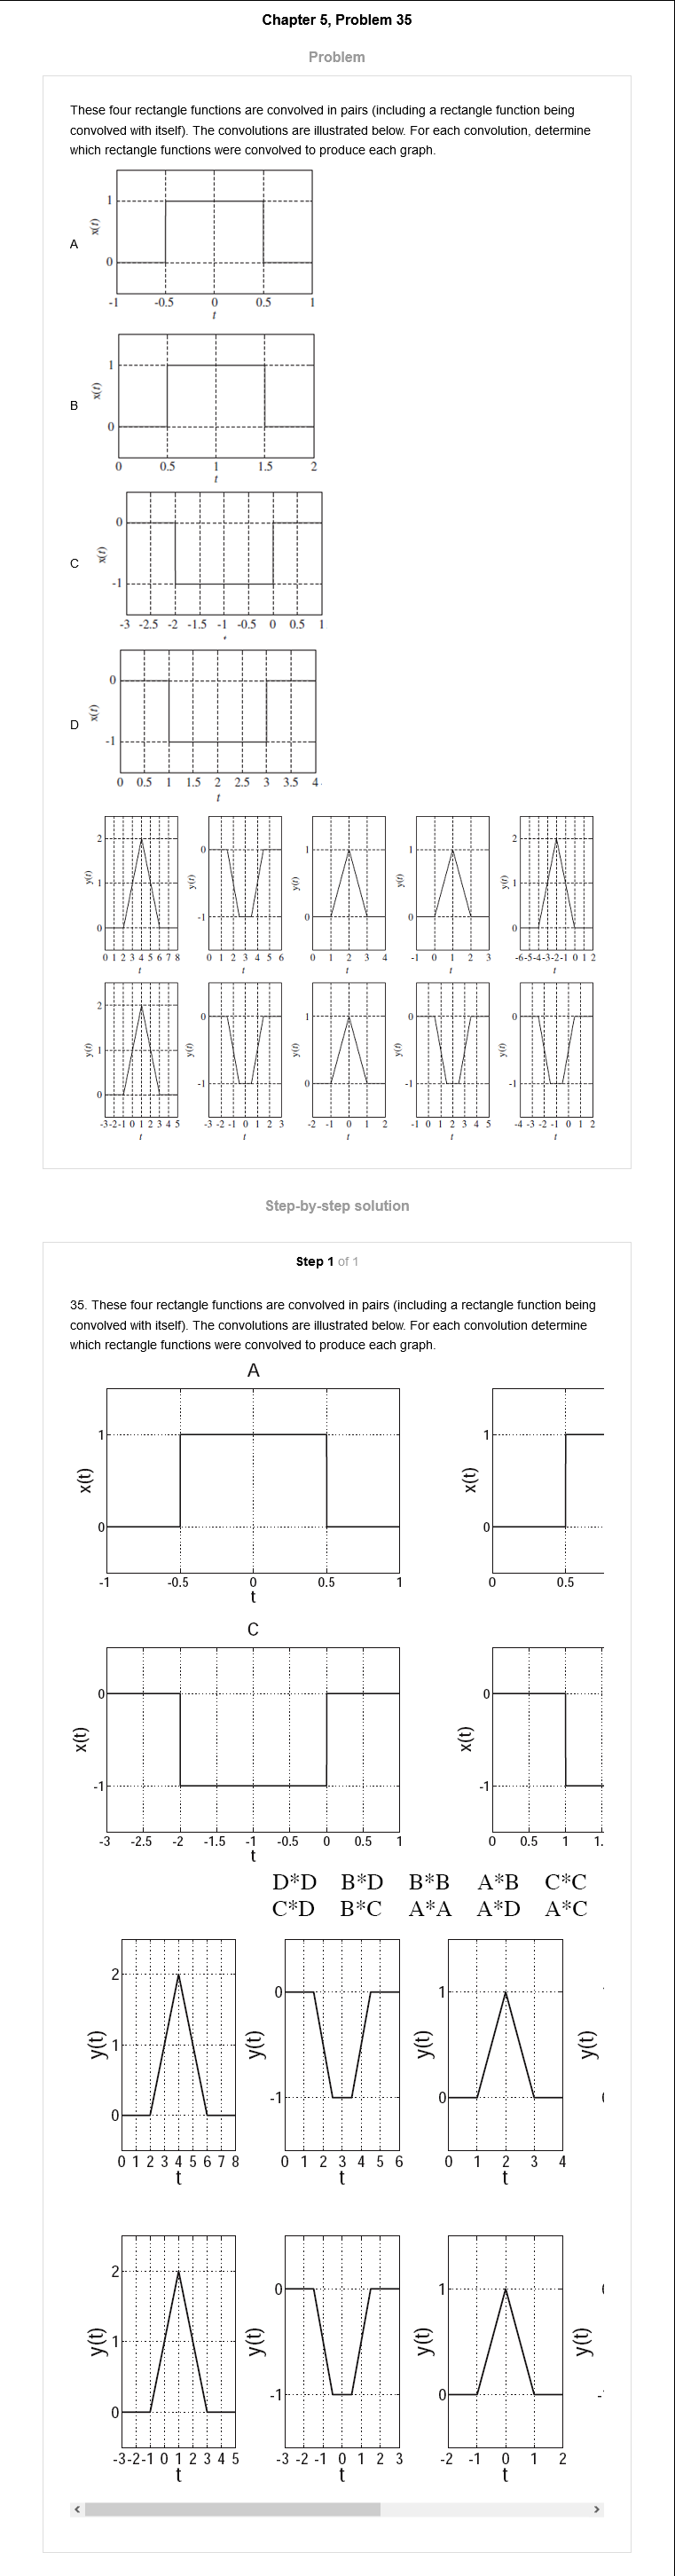 Chapter 5, Problem 35
Problem
These four rectangle functions are convolved in pairs (including a rectangle function being
convolved with itself). The convolutions are illustrated below. For each convolution, determine
which rectangle functions were convolved to produce each graph.
A
x(t)
1
0
-1 -0.5 0 0.5 1
t
B
x(t)
1
0
0 0.5 1 1.5 2
t
C
x(t)
0
-1
-3 -2.5 -2 -1.5 -1 -0.5 0 0.5 1
D
x(t)
0
-1
0 0.5 1 1.5 2 2.5 3 3.5 4
t
y(t)
2
1
0
0 1 2 3 4 5 6 7 8
t
y(t)
0
-1
0 1 2 3 4 5 6
t
y(t)
1
0
0 1 2 3 4
t
y(t)
1
0
-1 0 1 2 3
t
y(t)
2
1
0
-6-5-4-3-2-1 0 1 2
t
y(t)
2
1
0
-3-2-1 0 1 2 3 4 5
t
y(t)
0
-1
-3 -2 -1 0 1 2 3
t
y(t)
1
0
-2 -1 0 1 2
t
y(t)
0
-1
-1 0 1 2 3 4 5
t
y(t)
0
-1
-4 -3 -2 -1 0 1 2
t
Step-by-step solution
Step 1 of 1
35. These four rectangle functions are convolved in pairs (including a rectangle function being
convolved with itself). The convolutions are illustrated below. For each convolution determine
which rectangle functions were convolved to produce each graph.
A
x(t)
1
0
-1 -0.5 0 0.5 1
t
x(t)
1
0
0 0.5
C
x(t)
0
-1
-3 -2.5 -2 -1.5 -1 -0.5 0 0.5 1
t
x(t)
0
-1
0 0.5 1 1.
D*D B*D B*B A*B C*C
C*D B*C A*A A*D A*C
y(t)
2
1
0
0 1 2 3 4 5 6 7 8
t
y(t)
0
-1
0 1 2 3 4 5 6
t
y(t)
1
0
0 1 2 3 4
t
y(t)
y(t)
2
1
0
-3-2-1 0 1 2 3 4 5
t
y(t)
0
-1
-3 -2 -1 0 1 2 3
t
y(t)
1
0
-2 -1 0 1 2
t
y(t)